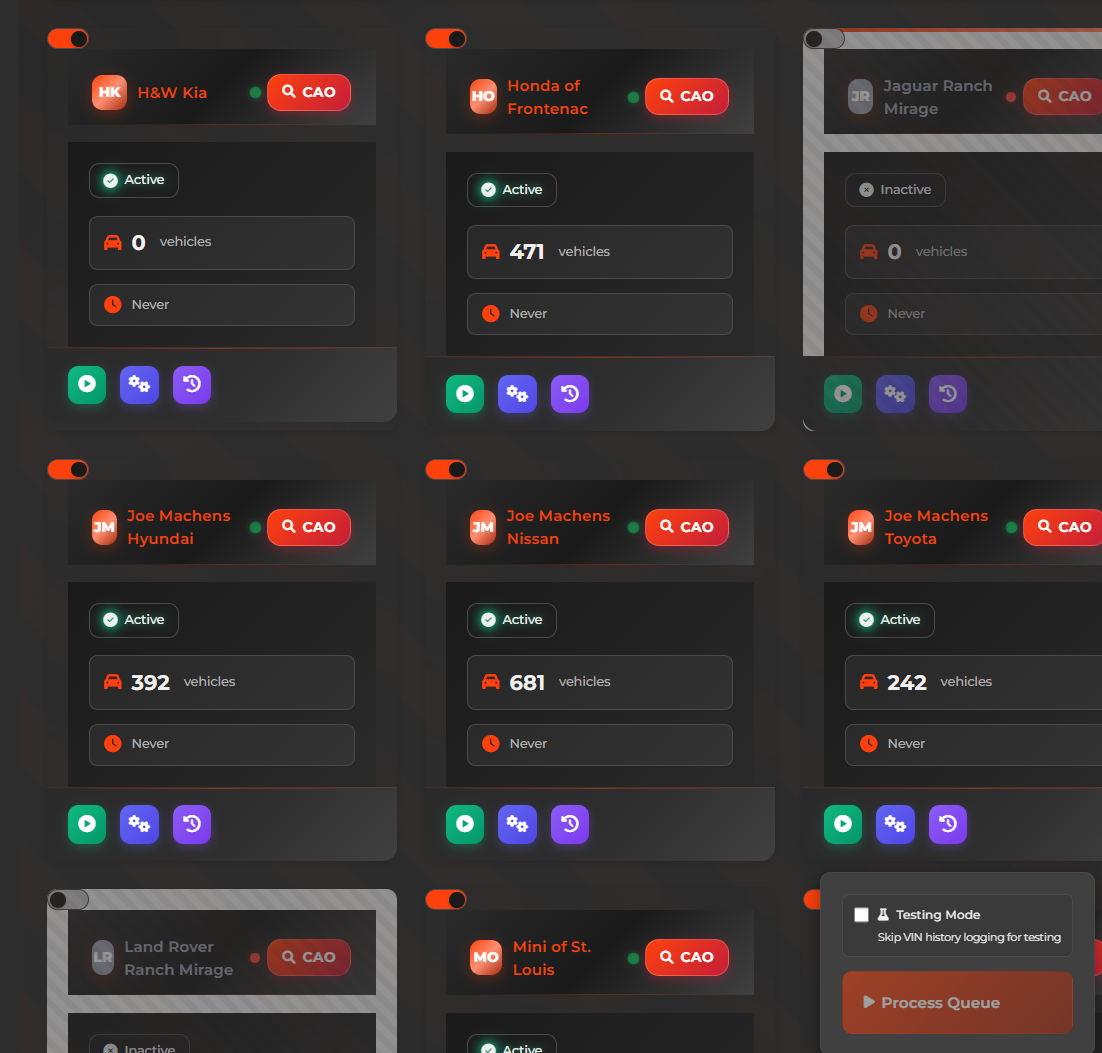 HK H&W Kia CAO
Active
0 vehicles
Never
HO Honda of
Frontenac
CAO
Active
471 vehicles
Never
JR Jaguar Ranch
Mirage
CAO
Inactive
0 vehicles
Never
JM Joe Machens
Hyundai
CAO
Active
392 vehicles
Never
JM Joe Machens
Nissan
CAO
Active
681 vehicles
Never
JM Joe Machens
Toyota
CAO
Active
242 vehicles
Never
LR Land Rover
Ranch Mirage
CAO
Inactive
MO Mini of St.
Louis
CAO
Active
Testing Mode
Skip VIN history logging for testing
Process Queue